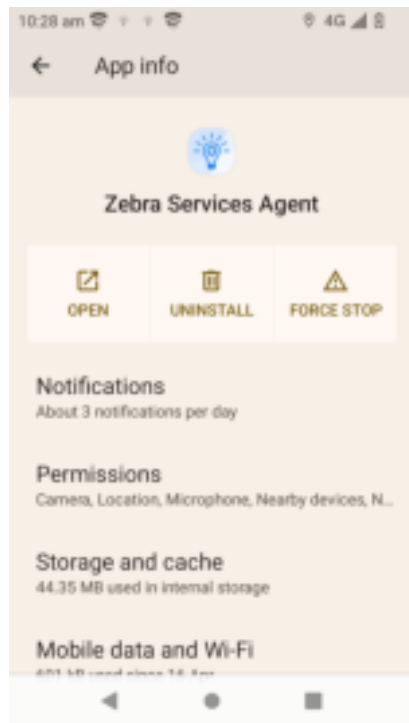 10:28 am 4G
App info
Zebra Services Agent
OPEN UNINSTALL FORCE STOP
Notifications
About 3 notifications per day
Permissions
Camera, Location, Microphone, Nearby devices, N...
Storage and cache
44.35 MB used in internal storage
Mobile data and Wi-Fi